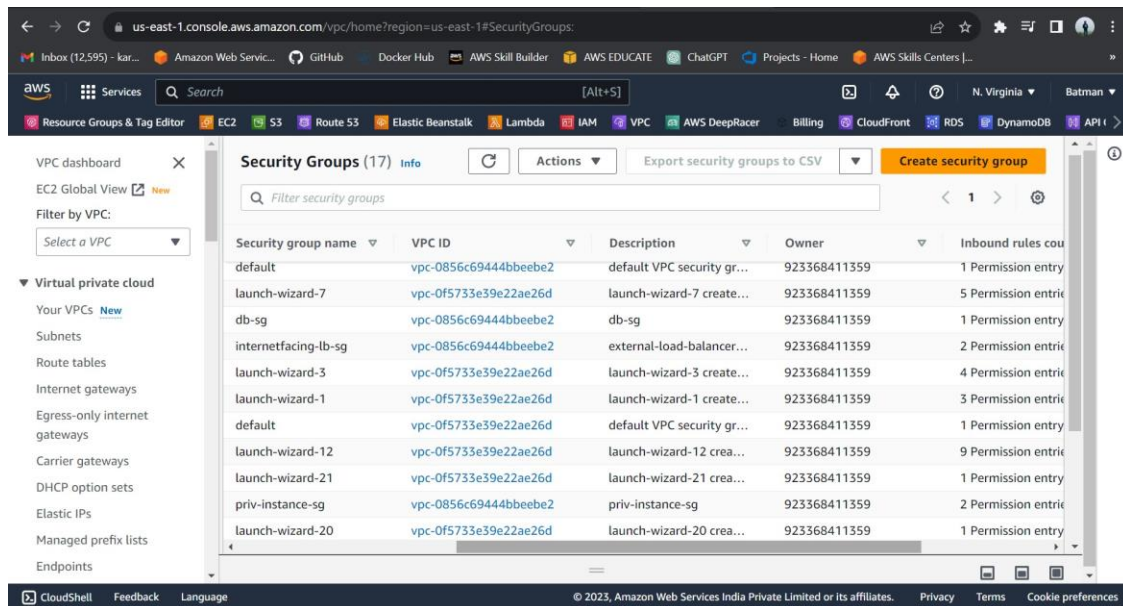 us-east-1.console.aws.amazon.com/vpc/home?region=us-east-1#SecurityGroups:
Inbox (12,595) - kar... Amazon Web Servic... GitHub Docker Hub AWS Skill Builder AWS EDUCATE ChatGPT Projects - Home AWS Skills Centers |... »
aws Services Search [Alt+S] N. Virginia ▼ Batman ▼
Resource Groups & Tag Editor EC2 S3 Route 53 Elastic Beanstalk Lambda IAM VPC AWS DeepRacer Billing CloudFront RDS DynamoDB API
VPC dashboard
EC2 Global View New
Filter by VPC:
Select a VPC
Virtual private cloud
Your VPCs New
Subnets
Route tables
Internet gateways
Egress-only internet
gateways
Carrier gateways
DHCP option sets
Elastic IPs
Managed prefix lists
Endpoints
Security Groups (17) Info Actions Export security groups to CSV Create security group
Filter security groups 1
Security group name VPC ID Description Owner Inbound rules cou
default vpc-0856c69444bbeebe2 default VPC security gr... 923368411359 1 Permission entry
launch-wizard-7 vpc-0f5733e39e22ae26d launch-wizard-7 create... 923368411359 5 Permission entrie
db-sg vpc-0856c69444bbeebe2 db-sg 923368411359 1 Permission entry
internetfacing-lb-sg vpc-0856c69444bbeebe2 external-load-balancer... 923368411359 2 Permission entrie
launch-wizard-3 vpc-0f5733e39e22ae26d launch-wizard-3 create... 923368411359 4 Permission entrie
launch-wizard-1 vpc-0f5733e39e22ae26d launch-wizard-1 create... 923368411359 3 Permission entrie
default vpc-0f5733e39e22ae26d default VPC security gr... 923368411359 1 Permission entry
launch-wizard-12 vpc-0f5733e39e22ae26d launch-wizard-12 crea... 923368411359 9 Permission entrie
launch-wizard-21 vpc-0f5733e39e22ae26d launch-wizard-21 crea... 923368411359 1 Permission entry
priv-instance-sg vpc-0856c69444bbeebe2 priv-instance-sg 923368411359 2 Permission entrie
launch-wizard-20 vpc-0f5733e39e22ae26d launch-wizard-20 crea... 923368411359 1 Permission entry
CloudShell Feedback Language © 2023, Amazon Web Services India Private Limited or its affiliates. Privacy Terms Cookie preferences